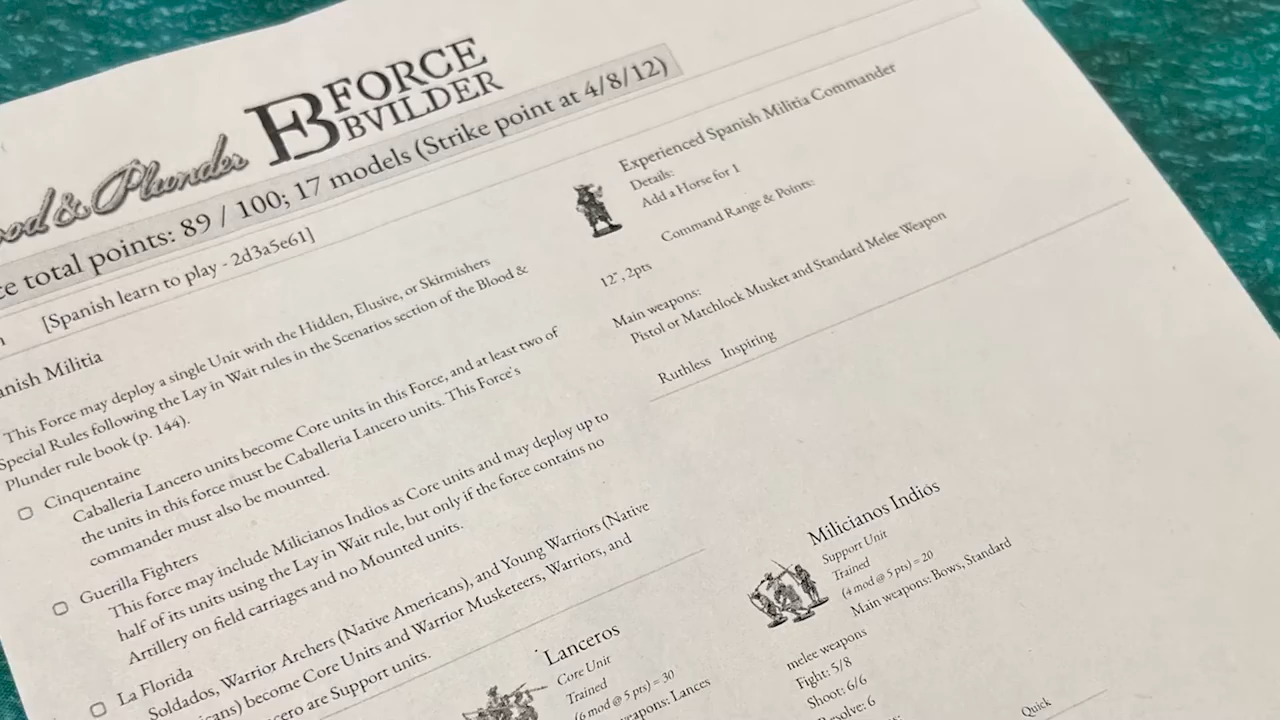 FORCE
BVILDER
& Plunder
total points: 89 / 100; 17 models (Strike point at 4/8/12)
[Spanish learn to play - 2d3a5e61]
Militia
This Force may deploy a single Unit with the Hidden, Elusive, or Skirmishers
Special Rules following the Lay in Wait rules in the Scenarios section of the Blood &
Plunder rule book (p. 144).
Cinquentaine
Caballeria Lancero units become Core units in this Force, and at least two of
the units in this force must be Caballeria Lancero units. This Force's
commander must also be mounted.
Guerilla Fighters
This force may include Milicianos Indios as Core units and may deploy up to
half of its units using the Lay in Wait rule, but only if the force contains no
Artillery on field carriages and no Mounted units.
La Florida
Soldados, Warrior Archers (Native Americans), and Young Warriors (Native
become Core Units and Warrior Musketeers, Warriors, and
are Support units.
Experienced Spanish Militia Commander
Details:
Add a Horse for 1
Command Range & Points:
12", 2pts
Main weapons:
Pistol or Matchlock Musket and Standard Melee Weapon
Ruthless Inspiring
Lanceros
Core Unit
Trained
(6 mod @ 5 pts) = 30
Lances
Milicianos Indios
Support Unit
Trained
(4 mod @ 5 pts) = 20
Main weapons: Bows, Standard
melee weapons
Fight: 5/8
Shoot: 6/6
6
Quick